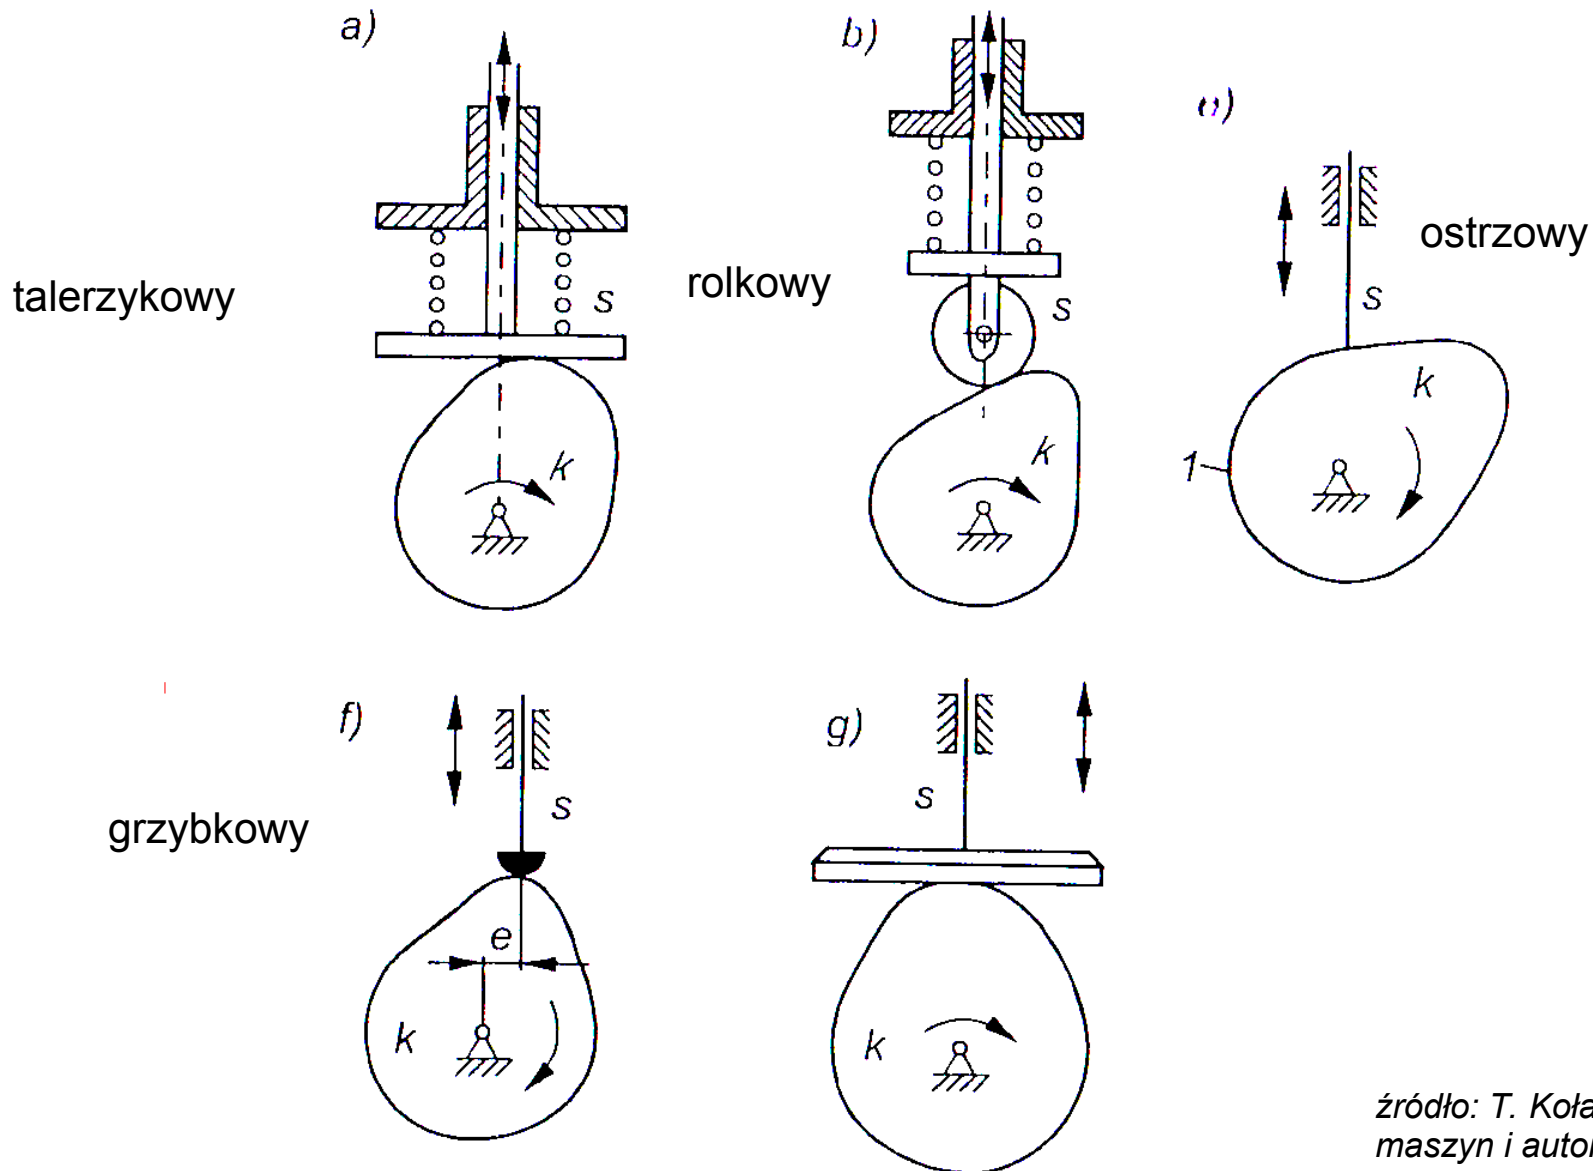 a)
b)
talerzykowy
s
rolkowy
s
ostrzowy
s
k
k
k
1
f)
g)
grzybkowy
s
s
e
k
k
źródło: T. Koła
maszyn i auto